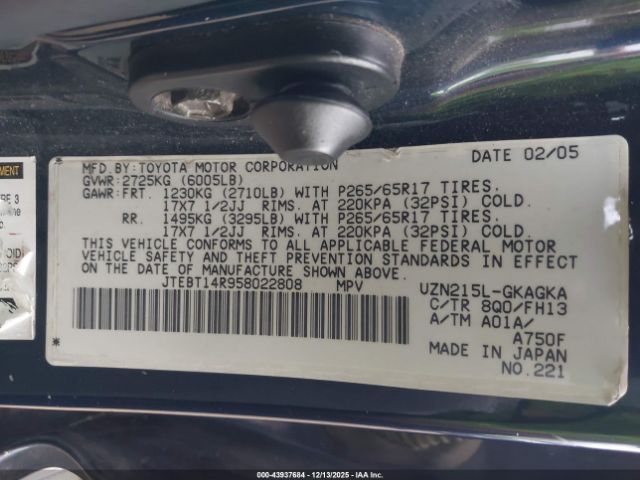 MFD.BY:TOYOTA MOTOR CORPORATION DATE 02/05
GVWR:2725KG (6005LB)
GAWR:FRT. 1230KG (2710LB) WITH P265/65R17 TIRES.
17X7 1/2JJ RIMS. AT 220KPA (32PSI) COLD.
RR. 1495KG (3295LB) WITH P265/65R17 TIRES.
17X7 1/2JJ RIMS. AT 220KPA (32PSI) COLD.
THIS VEHICLE CONFORMS TO ALL APPLICABLE FEDERAL MOTOR
VEHICLE SAFETY AND THEFT PREVENTION STANDARDS IN EFFECT
ON THE DATE OF MANUFACTURE SHOWN ABOVE.
JTEBT14R958022808 MPV UZN215L-GKAGKA
C/TR 8Q0/FH13
A/TM A01A/
A750F
MADE IN JAPAN
NO.221
000-43937684 - 12/13/2025 - IAAI.COM